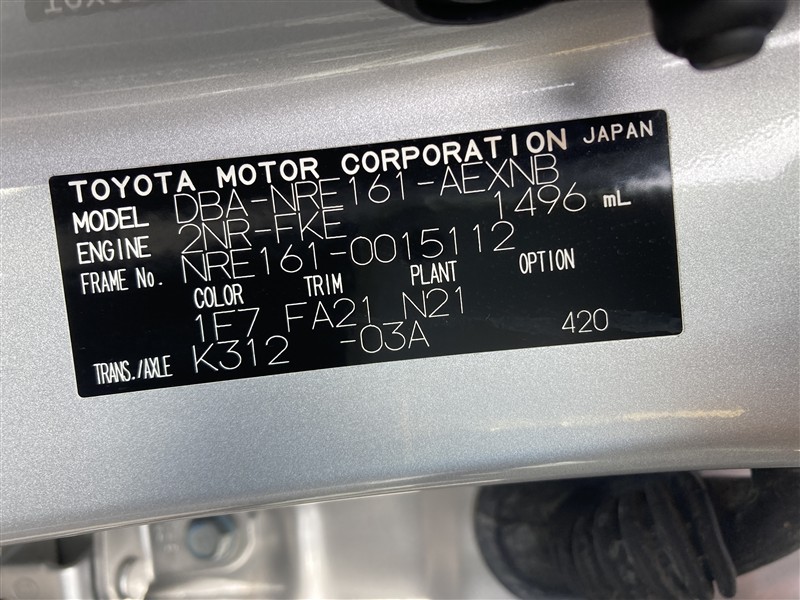 TOYOTA MOTOR CORPORATION JAPAN
MODEL DBA-NRE161-AEXNB
ENGINE 2NR-FKE 1496 mL
FRAME No. NRE161-0015112
COLOR TRIM PLANT OPTION
1E7 FA21 N21
TRANS./AXLE K312 -03A 420